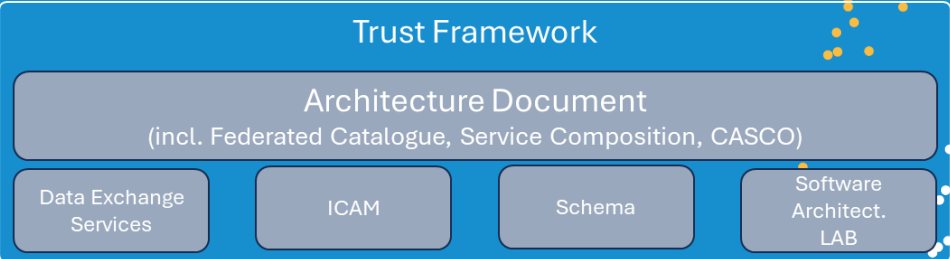 Trust Framework
Architecture Document
(incl. Federated Catalogue, Service Composition, CASCO)
Data Exchange
Services
ICAM
Schema
Software
Architect.
LAB